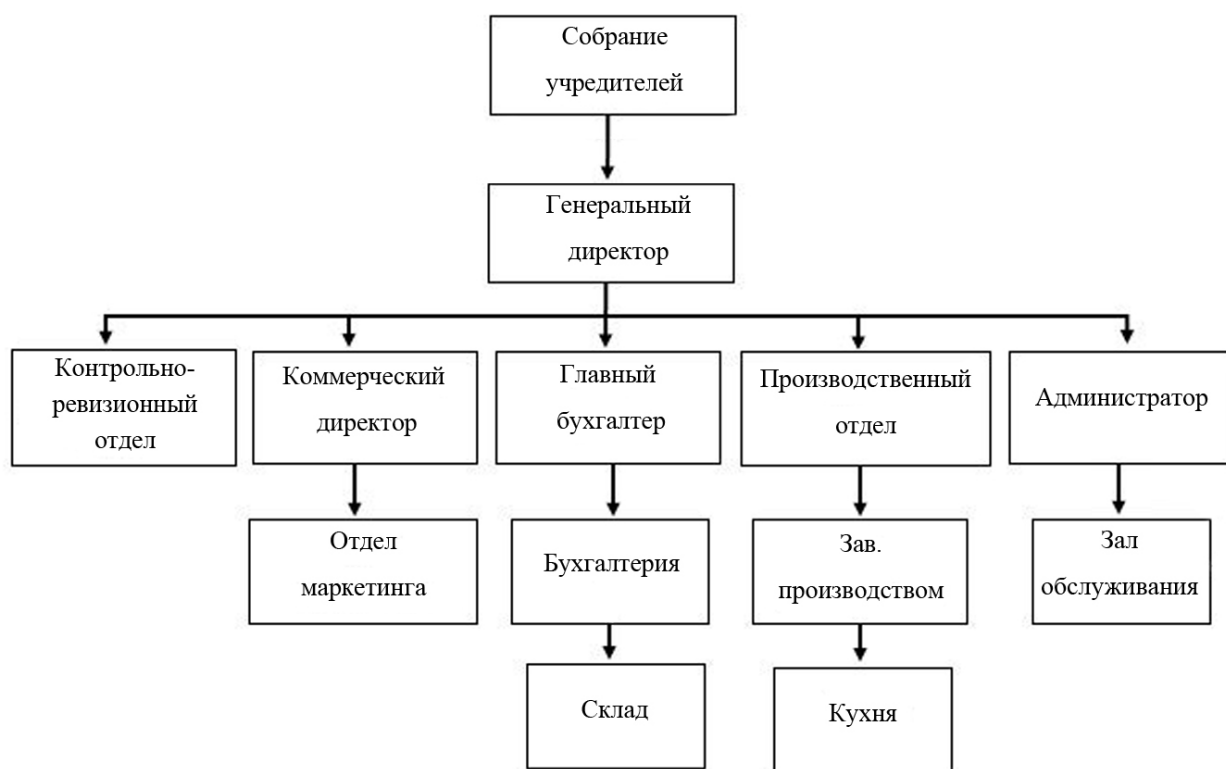 Собрание
учредителей
Генеральный
директор
Контрольно-
ревизионный
отдел
Коммерческий
директор
Главный
бухгалтер
Производственный
отдел
Администратор
Отдел
маркетинга
Бухгалтерия
Зав.
производством
Зал
обслуживания
Склад
Кухня